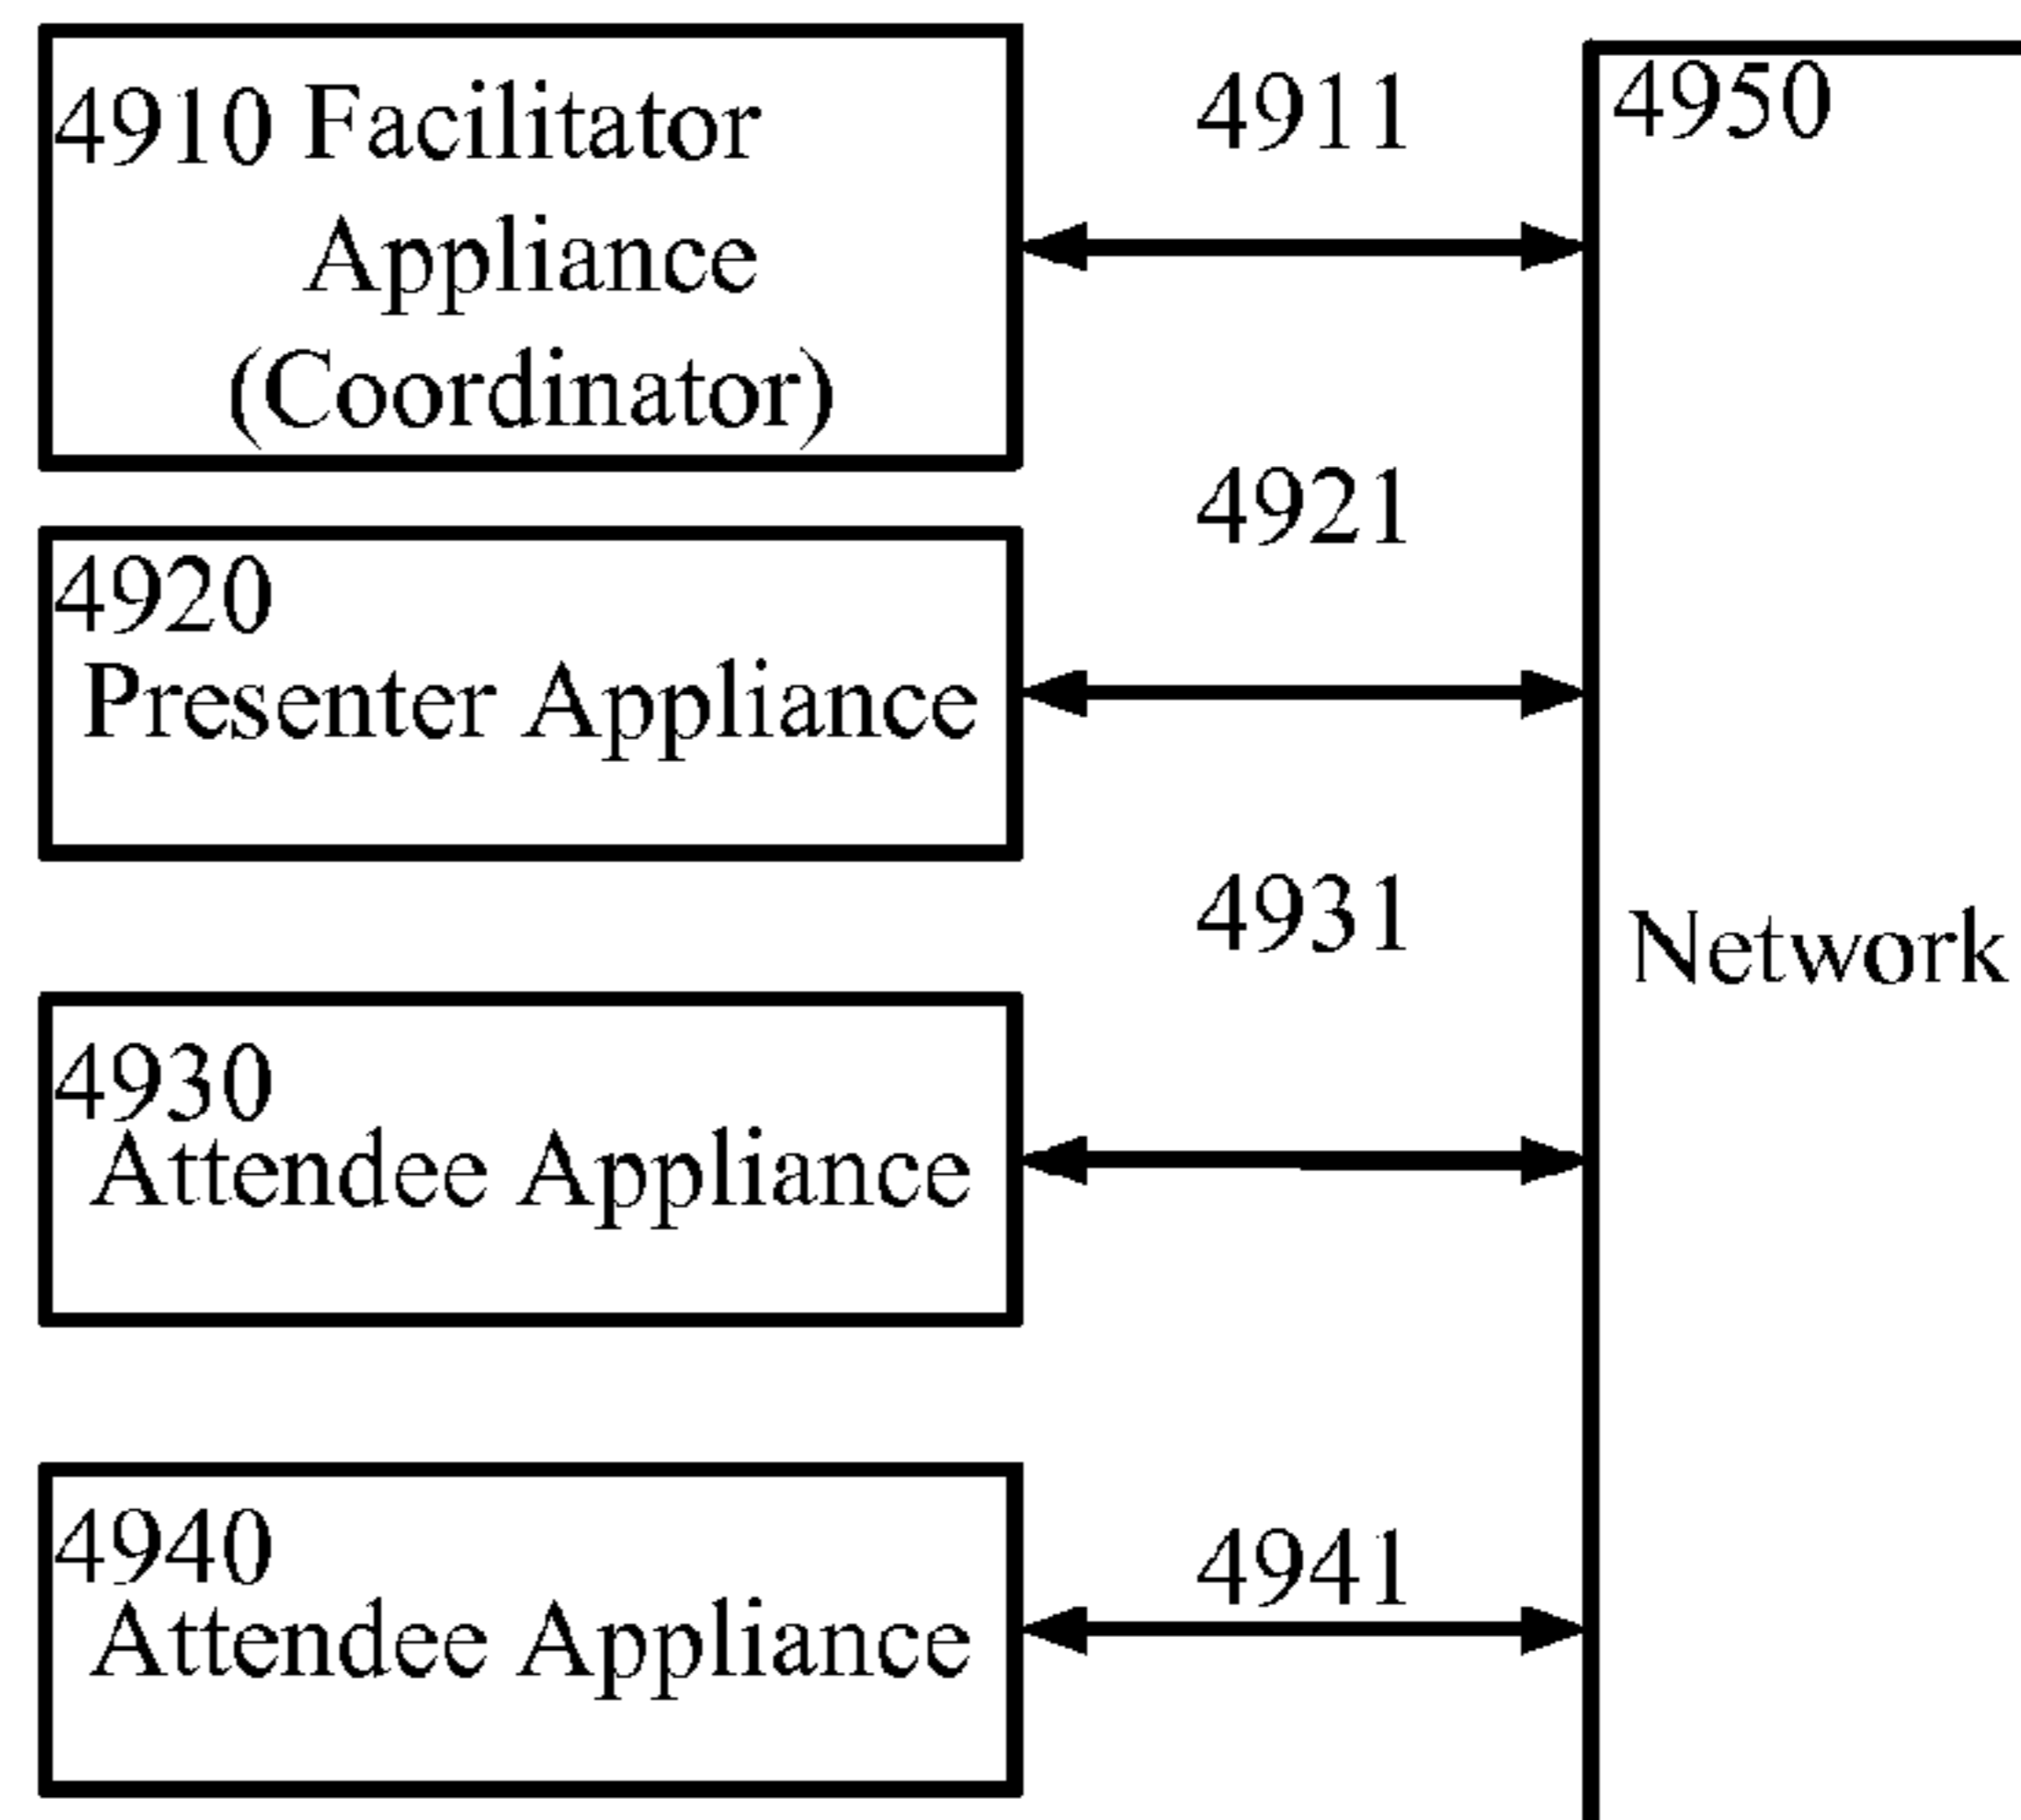 4910 Facilitator
Appliance
(Coordinator)
4911
4950
4921
4920
Presenter Appliance
4931
Network
4930
Attendee Appliance
4940
Attendee Appliance
4941